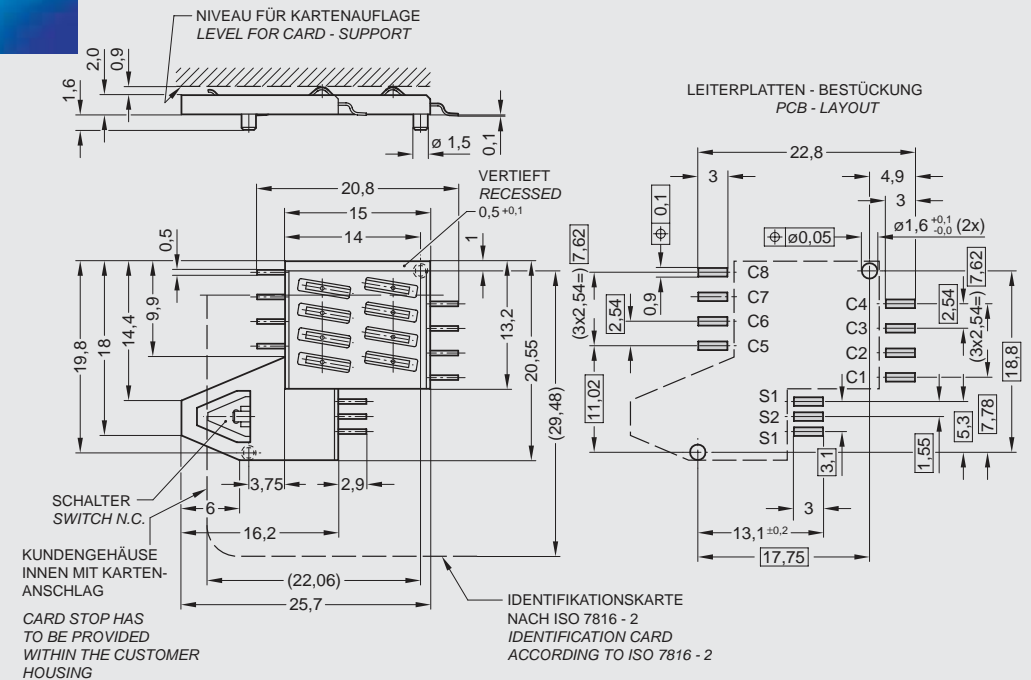 NIVEAU FÜR KARTENAUFLAGE
LEVEL FOR CARD - SUPPORT
2,0
0,9
1,6
ø 1,5
0,1
VERTIEFT
RECESSED
0,5 +0,1
20,8
15
14
1
0,5
9,9
14,4
18
19,8
13,2
20,55
(29,48)
3,75
2,9
6
16,2
(22,06)
25,7
SCHALTER
SWITCH N.C.
KUNDENGEHÄUSE
INNEN MIT KARTEN-
ANSCHLAG
CARD STOP HAS
TO BE PROVIDED
WITHIN THE CUSTOMER
HOUSING
IDENTIFIKATIONSKARTE
NACH ISO 7816 - 2
IDENTIFICATION CARD
ACCORDING TO ISO 7816 - 2
LEITERPLATTEN - BESTÜCKUNG
PCB - LAYOUT
22,8
3
4,9
3
ø1,6 +0,1 -0,0 (2x)
⌖ 0,1
⌖ ø0,05
7,62
(3x2,54=)
2,54
0,9
11,02
C8
C7
C6
C5
C4
C3
C2
C1
S1
S2
S1
7,62
2,54
(3x2,54=)
18,8
7,78
5,3
1,55
3,1
3
13,1 ±0,2
17,75